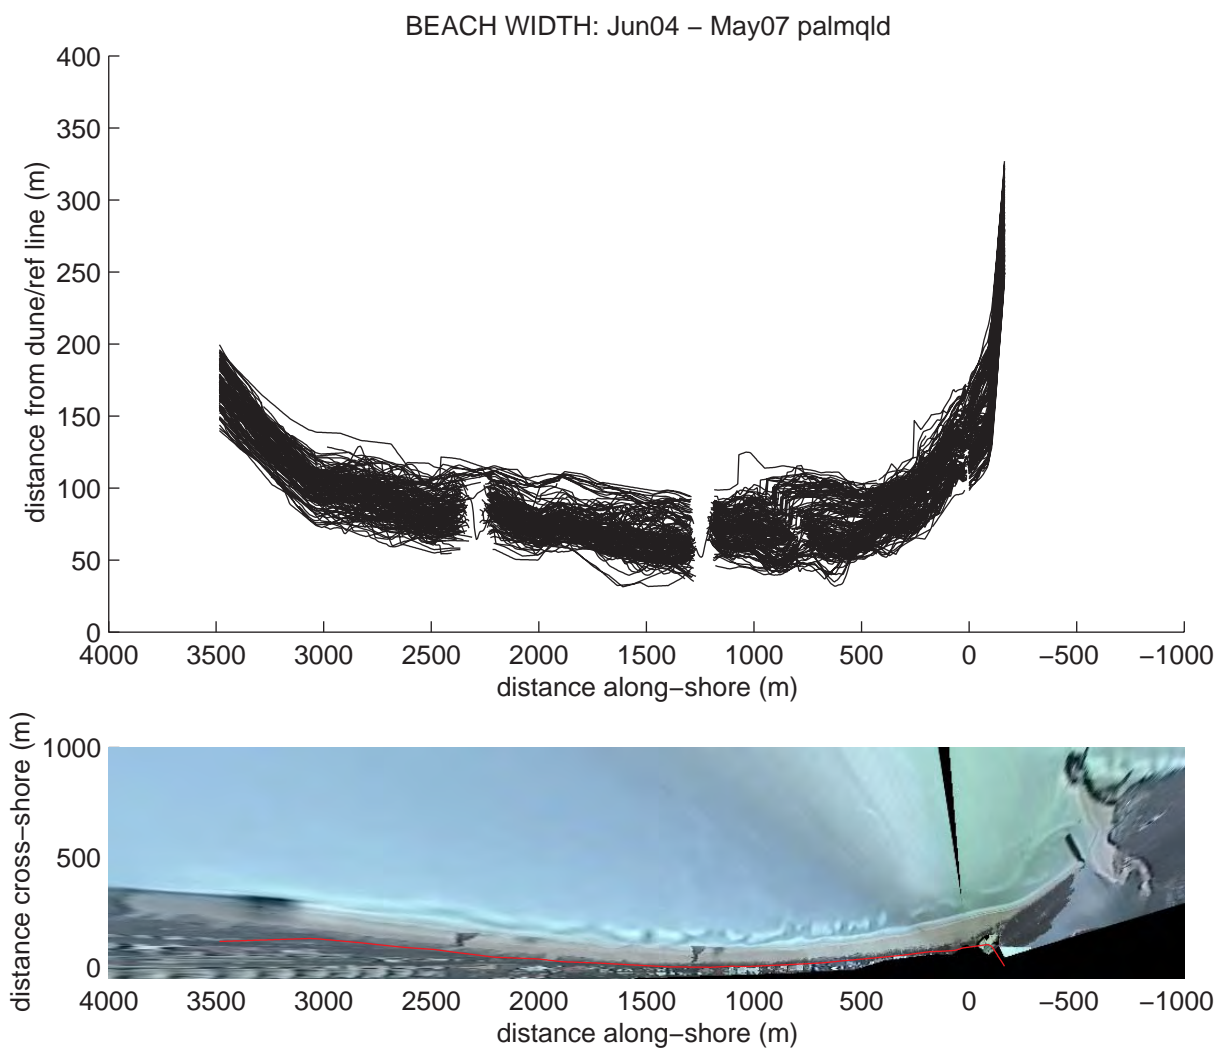 BEACH WIDTH: Jun04 − May07 palmqld
400
350
300
250
200
150
100
50
0
distance from dune/ref line (m)
4000 3500 3000 2500 2000 1500 1000 500 0 −500 −1000
distance along−shore (m)
1000
500
0
distance cross−shore (m)
4000 3500 3000 2500 2000 1500 1000 500 0 −500 −1000
distance along−shore (m)